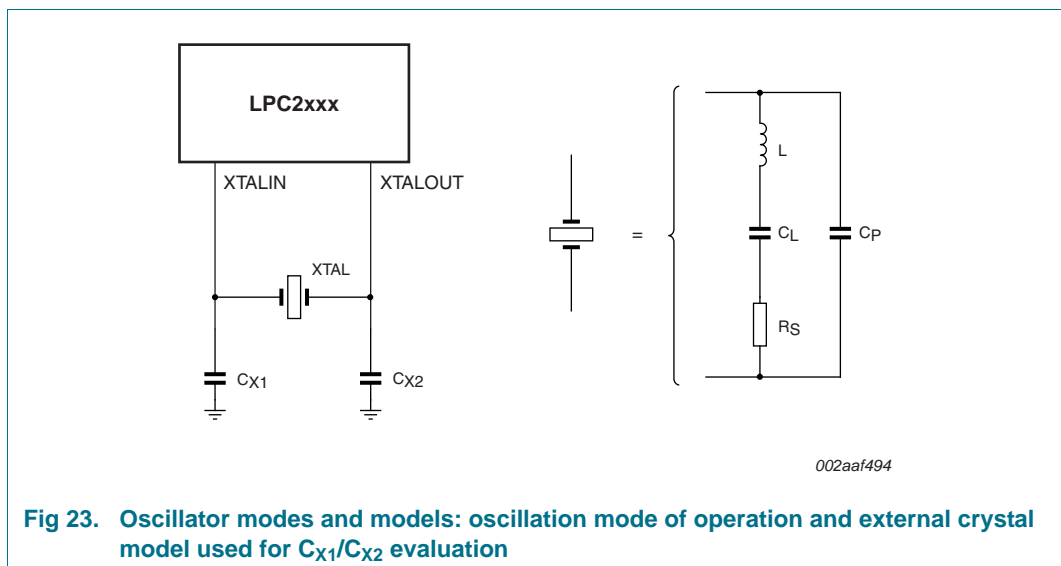 LPC2xxx
XTALIN
XTALOUT
XTAL
CX1
CX2
=
L
CL
CP
RS
002aaf494
Fig 23. Oscillator modes and models: oscillation mode of operation and external crystal
model used for CX1/CX2 evaluation